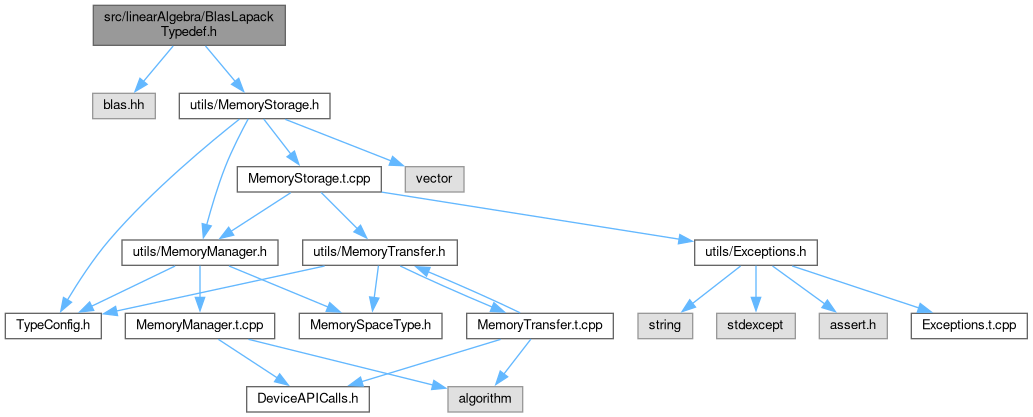 src/linearAlgebra/BlasLapack
Typedef.h
blas.hh
utils/MemoryStorage.h
MemoryStorage.t.cpp
vector
utils/MemoryManager.h
utils/MemoryTransfer.h
utils/Exceptions.h
TypeConfig.h
MemoryManager.t.cpp
MemorySpaceType.h
MemoryTransfer.t.cpp
string
stdexcept
assert.h
Exceptions.t.cpp
DeviceAPICalls.h
algorithm